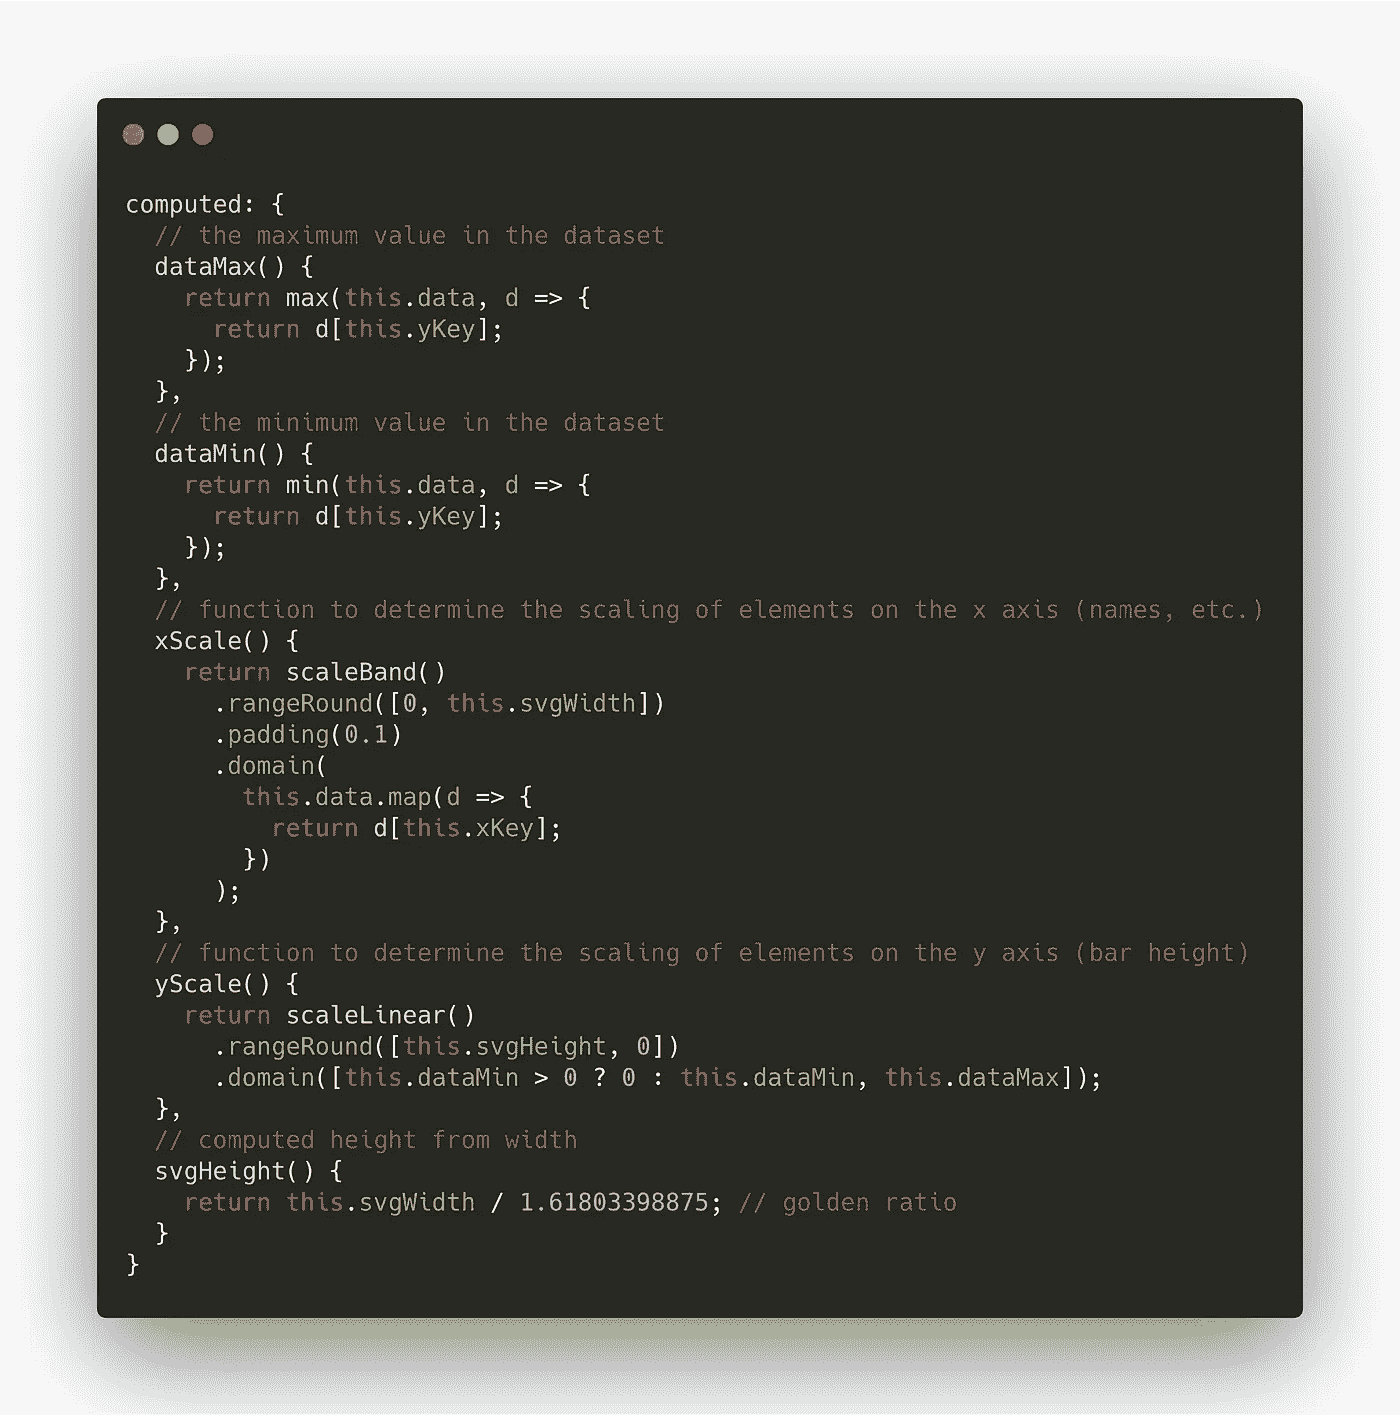 computed: {
  // the maximum value in the dataset
  dataMax() {
    return max(this.data, d => {
      return d[this.yKey];
    });
  },
  // the minimum value in the dataset
  dataMin() {
    return min(this.data, d => {
      return d[this.yKey];
    });
  },
  // function to determine the scaling of elements on the x axis (names, etc.)
  xScale() {
    return scaleBand()
      .rangeRound([0, this.svgWidth])
      .padding(0.1)
      .domain(
        this.data.map(d => {
          return d[this.xKey];
        })
      );
  },
  // function to determine the scaling of elements on the y axis (bar height)
  yScale() {
    return scaleLinear()
      .rangeRound([this.svgHeight, 0])
      .domain([this.dataMin > 0 ? 0 : this.dataMin, this.dataMax]);
  },
  // computed height from width
  svgHeight() {
    return this.svgWidth / 1.61803398875; // golden ratio
  }
}